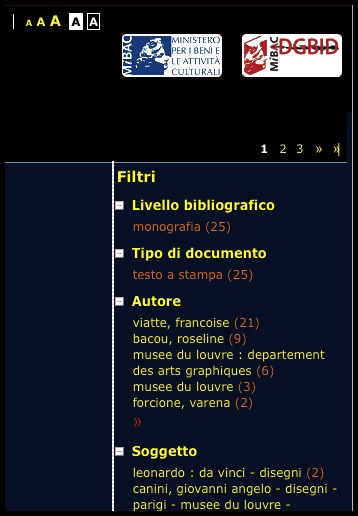 A A A A A
MiBAC MINISTERO
PER I BENI E
LE ATTIVITÀ
CULTURALI
MiBAC DGBID
1 2 3 » »
Filtri
Livello bibliografico
monografia (25)
Tipo di documento
testo a stampa (25)
Autore
viatte, francoise (21)
bacou, roseline (9)
musee du louvre : departement
des arts graphiques (6)
musee du louvre (3)
forcione, varena (2)
»
Soggetto
leonardo : da vinci - disegni (2)
canini, giovanni angelo - disegni -
parigi - musee du louvre -